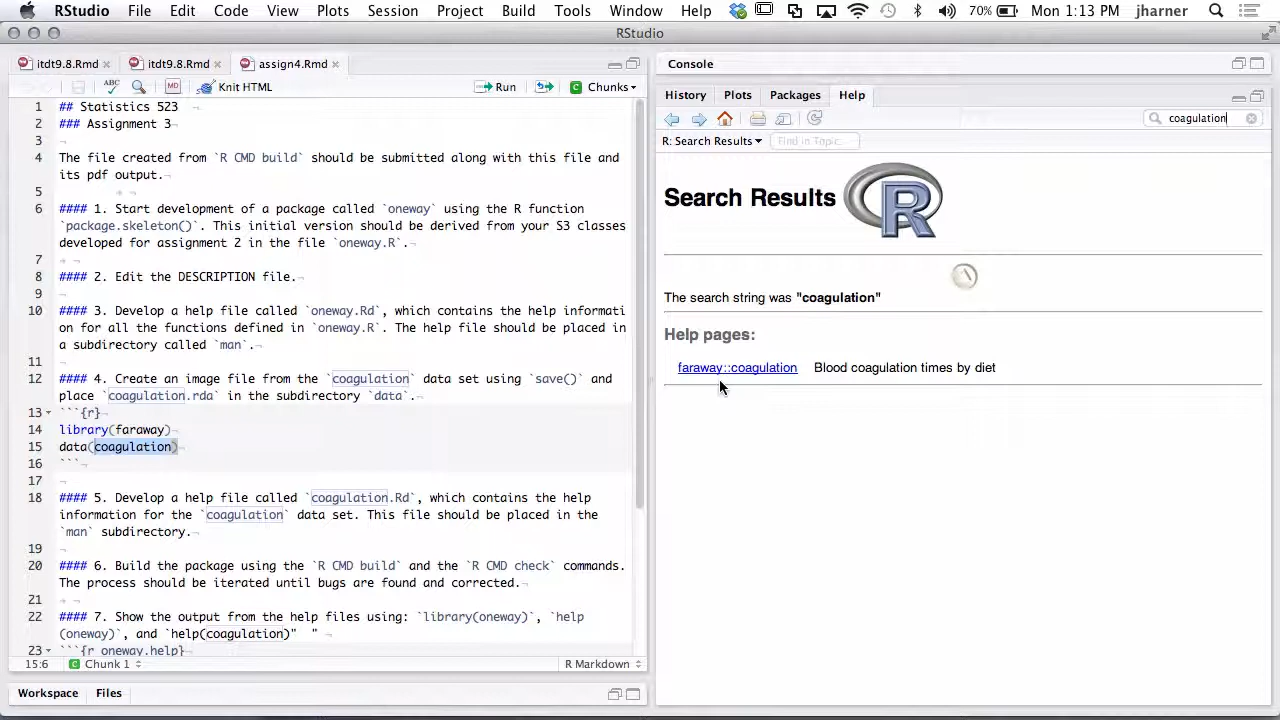 RStudio File Edit Code View Plots Session Project Build Tools Window Help 70% Mon 1:13 PM jharner
RStudio
itdt9.8.Rmd itdt9.8.Rmd assign4.Rmd
ABC MD Knit HTML Run C Chunks
1 ## Statistics 523
2 ### Assignment 3
3
4 The file created from `R CMD build` should be submitted along with this file and
its pdf output.
5
6 #### 1. Start development of a package called `oneway` using the R function
`package.skeleton()`. This initial version should be derived from your S3 classes
developed for assignment 2 in the file `oneway.R`.
7
8 #### 2. Edit the DESCRIPTION file.
9
10 #### 3. Develop a help file called `oneway.Rd`, which contains the help informati
on for all the functions defined in `oneway.R`. The help file should be placed in
a subdirectory called `man`.
11
12 #### 4. Create an image file from the `coagulation` data set using `save()` and
place `coagulation.rda` in the subdirectory `data`.
13 ```{r}
14 library(faraway)
15 data(coagulation)
16 ```
17
18 #### 5. Develop a help file called `coagulation.Rd`, which contains the help
information for the `coagulation` data set. This file should be placed in the
`man` subdirectory.
19
20 #### 6. Build the package using the `R CMD build` and the `R CMD check` commands.
The process should be iterated until bugs are found and corrected.
21
22 #### 7. Show the output from the help files using: `library(oneway)`, `help
(oneway)`, and `help(coagulation)" "
23 ```{r oneway.help}
15:6 C Chunk 1 R Markdown
Workspace Files
Console
History Plots Packages Help
coagulation
R: Search Results Find in Topic
Search Results R
The search string was "coagulation"
Help pages:
faraway::coagulation Blood coagulation times by diet